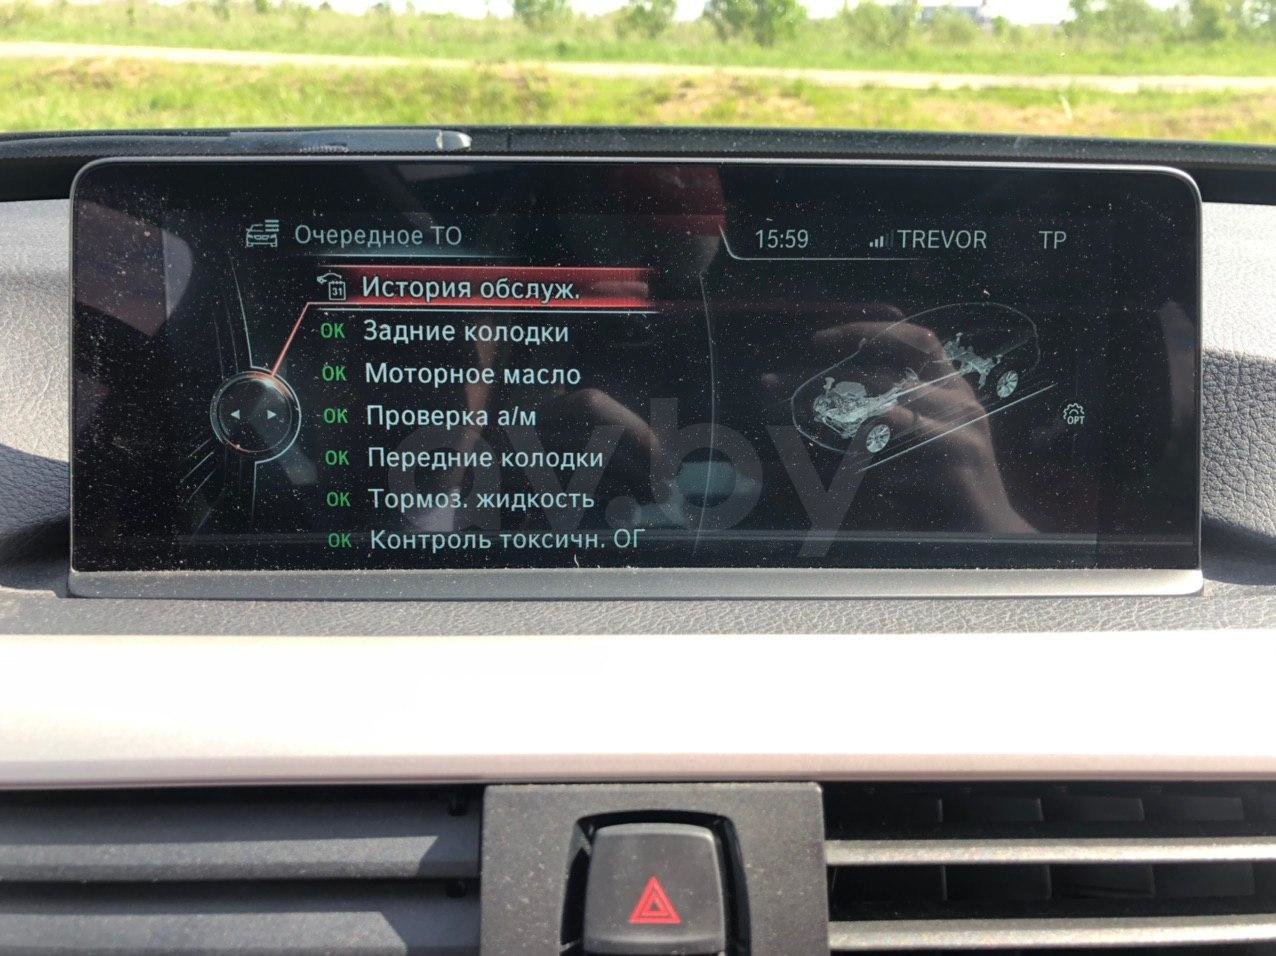 Очередное ТО
15:59 TREVOR TP
31 История обслуж.
OK Задние колодки
OK Моторное масло
OK Проверка а/м
OK Передние колодки
OK Тормоз. жидкость
OK Контроль токсичн. ОГ
OPT
av.by